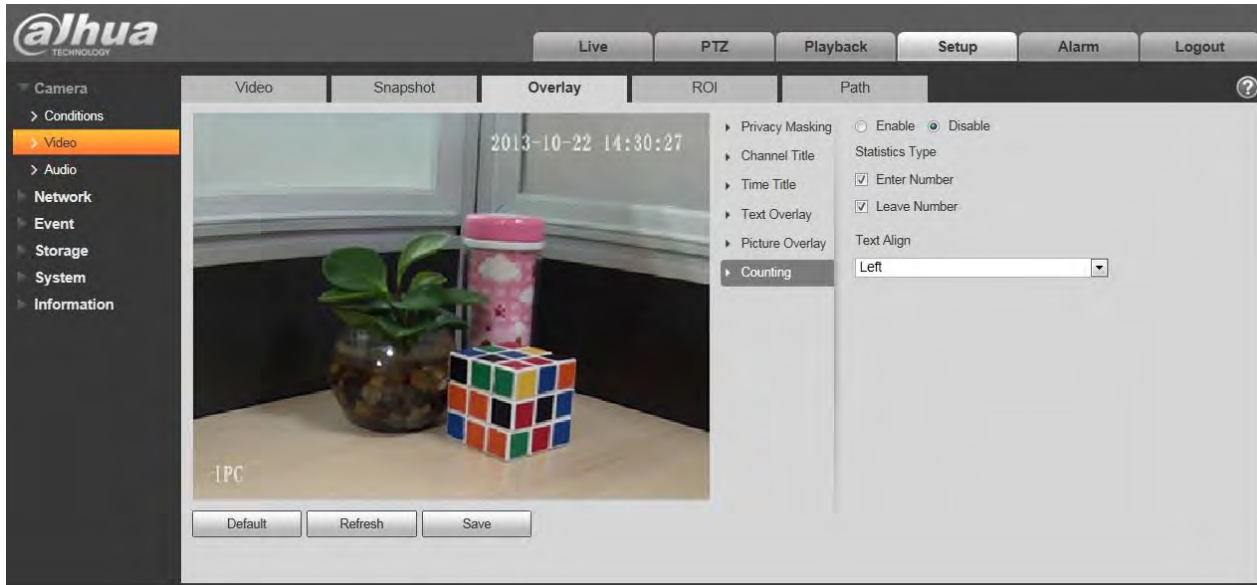 alhua
TECHNOLOGY
Live PTZ Playback Setup Alarm Logout
Camera
Conditions
Video
Audio
Network
Event
Storage
System
Information
Video Snapshot Overlay ROI Path
?
2013-10-22 14:30:27
IPC
Privacy Masking
Channel Title
Time Title
Text Overlay
Picture Overlay
Counting
Enable Disable
Statistics Type
Enter Number
Leave Number
Text Align
Left
Default Refresh Save